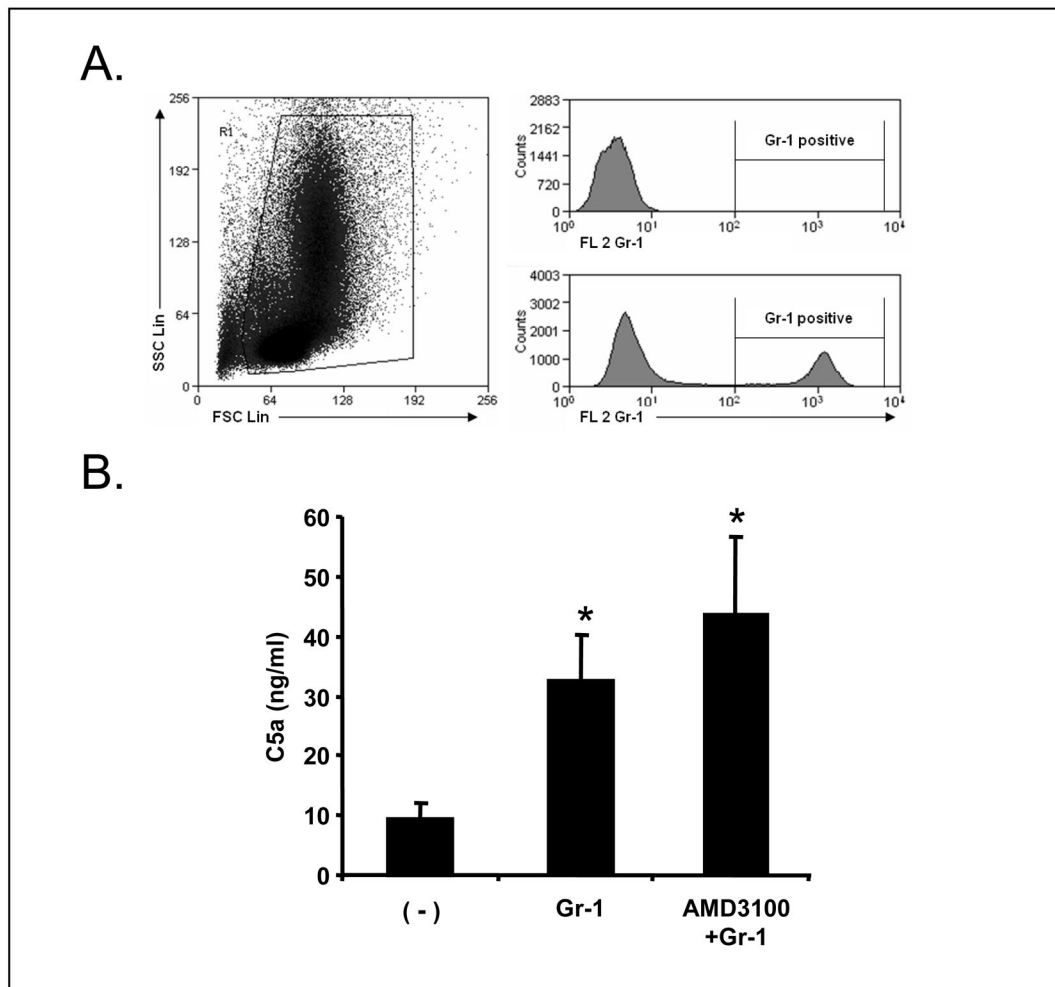 A.
256
192
128
64
0
R1
SSC Lin
0 64 128 192 256
FSC Lin
2883
2162
1441
720
0
Counts
Gr-1 positive
10⁰ 10¹ 10² 10³ 10⁴
FL 2 Gr-1
4003
3002
2001
1000
0
Counts
Gr-1 positive
10⁰ 10¹ 10² 10³ 10⁴
FL 2 Gr-1
B.
60
50
40
30
20
10
0
C5a (ng/ml)
*
*
( - ) Gr-1 AMD3100
+Gr-1